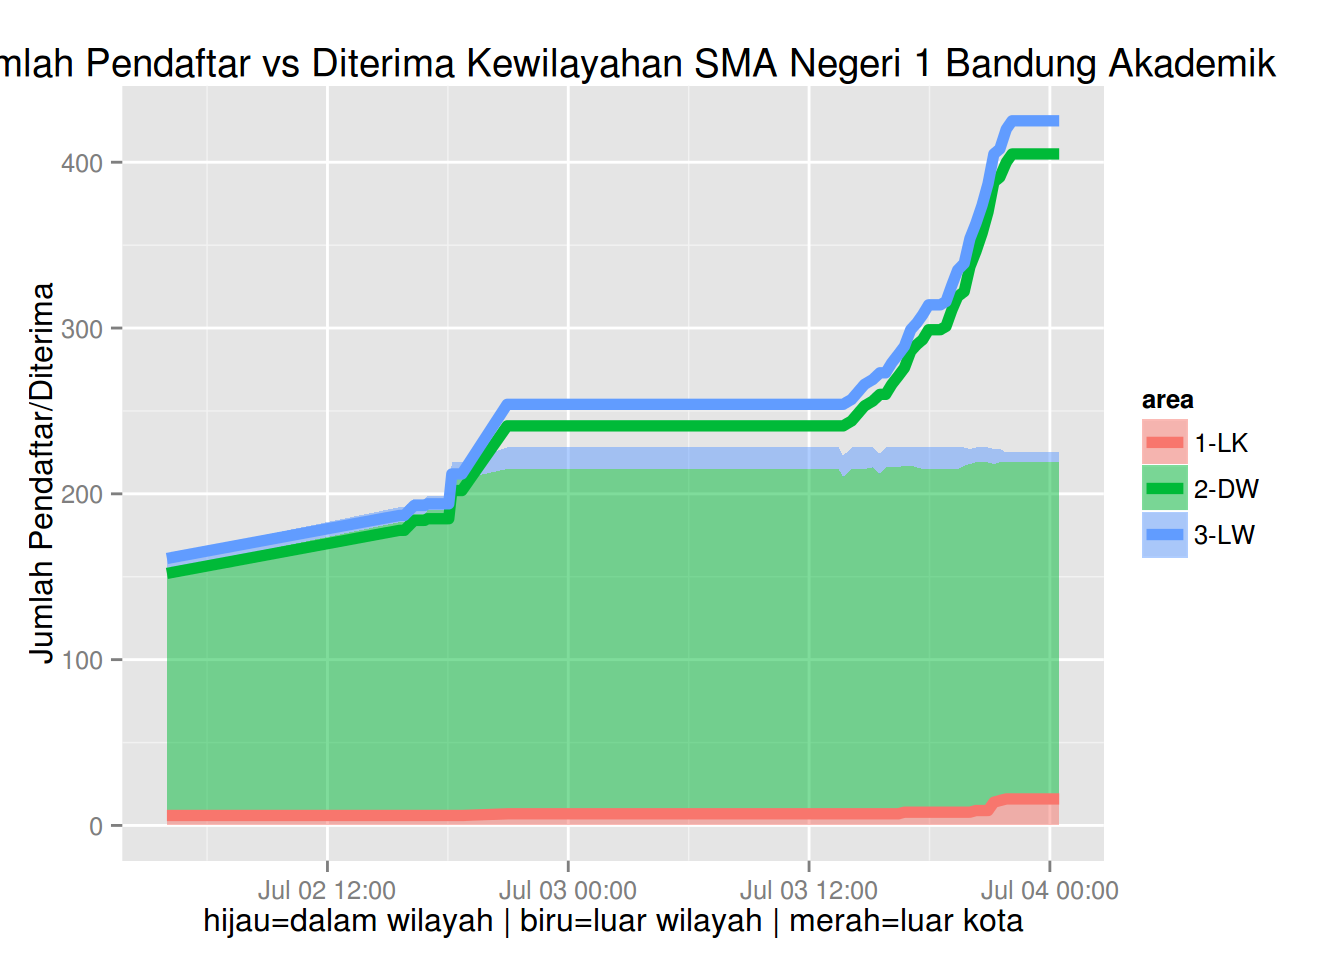 mlah Pendaftar vs Diterima Kewilayahan SMA Negeri 1 Bandung Akademik
Jumlah Pendaftar/Diterima
400
300
200
100
0
Jul 02 12:00
Jul 03 00:00
Jul 03 12:00
Jul 04 00:00
hijau=dalam wilayah | biru=luar wilayah | merah=luar kota
area
1-LK
2-DW
3-LW